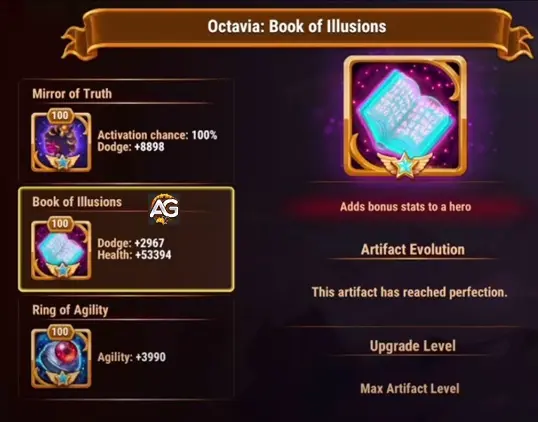 Octavia: Book of Illusions
Mirror of Truth
100
Activation chance: 100%
Dodge: +8898
Book of Illusions
AG
100
Dodge: +2967
Health: +53394
Ring of Agility
100
Agility: +3990
Adds bonus stats to a hero
Artifact Evolution
This artifact has reached perfection.
Upgrade Level
Max Artifact Level